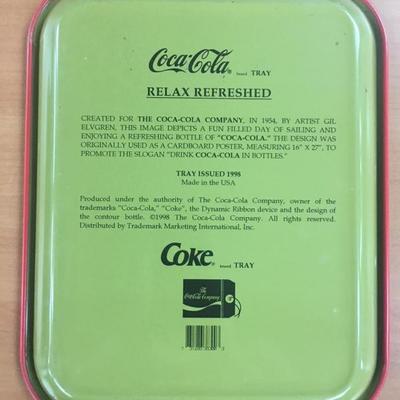 Coca-Cola® brand TRAY
RELAX REFRESHED
CREATED FOR THE COCA-COLA COMPANY, IN 1954, BY ARTIST GIL
ELVGREN, THIS IMAGE DEPICTS A FUN FILLED DAY OF SAILING AND
ENJOYING A REFRESHING BOTTLE OF “COCA-COLA.” THE DESIGN WAS
ORIGINALLY USED AS A CARDBOARD POSTER, MEASURING 16" X 27", TO
PROMOTE THE SLOGAN “DRINK COCA-COLA IN BOTTLES.”
TRAY ISSUED 1998
Made in the USA
Produced under the authority of The Coca-Cola Company, owner of the
trademarks “Coca-Cola,” “Coke”, the Dynamic Ribbon device and the design of
the contour bottle. ©1998 The Coca-Cola Company. All rights reserved.
Distributed by Trademark Marketing International, Inc.
Coke® brand TRAY
The
Coca-Cola Company